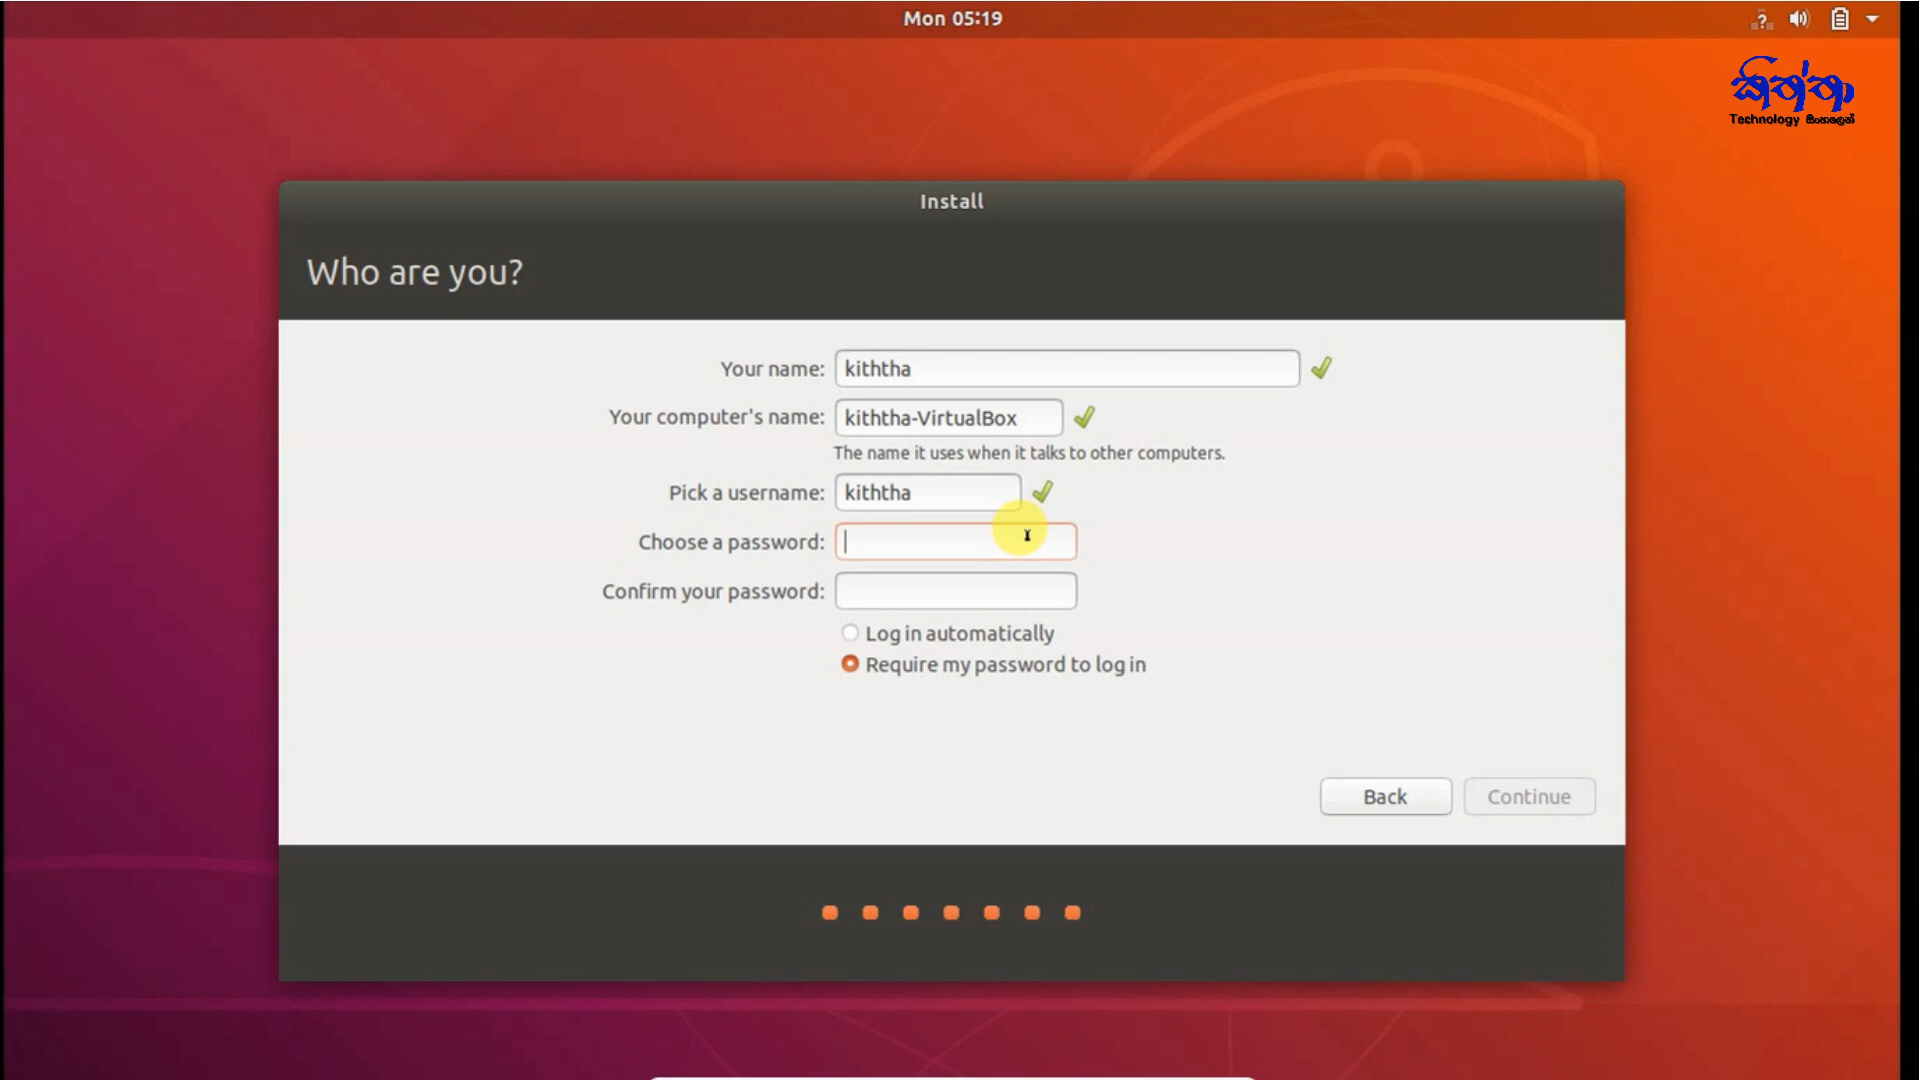 Mon 05:19
?
කිත්තා
Technology සිංහලෙන්
Install
Who are you?
Your name: kiththa
Your computer's name: kiththa-VirtualBox
The name it uses when it talks to other computers.
Pick a username: kiththa
Choose a password:
Confirm your password:
Log in automatically
Require my password to log in
Back Continue